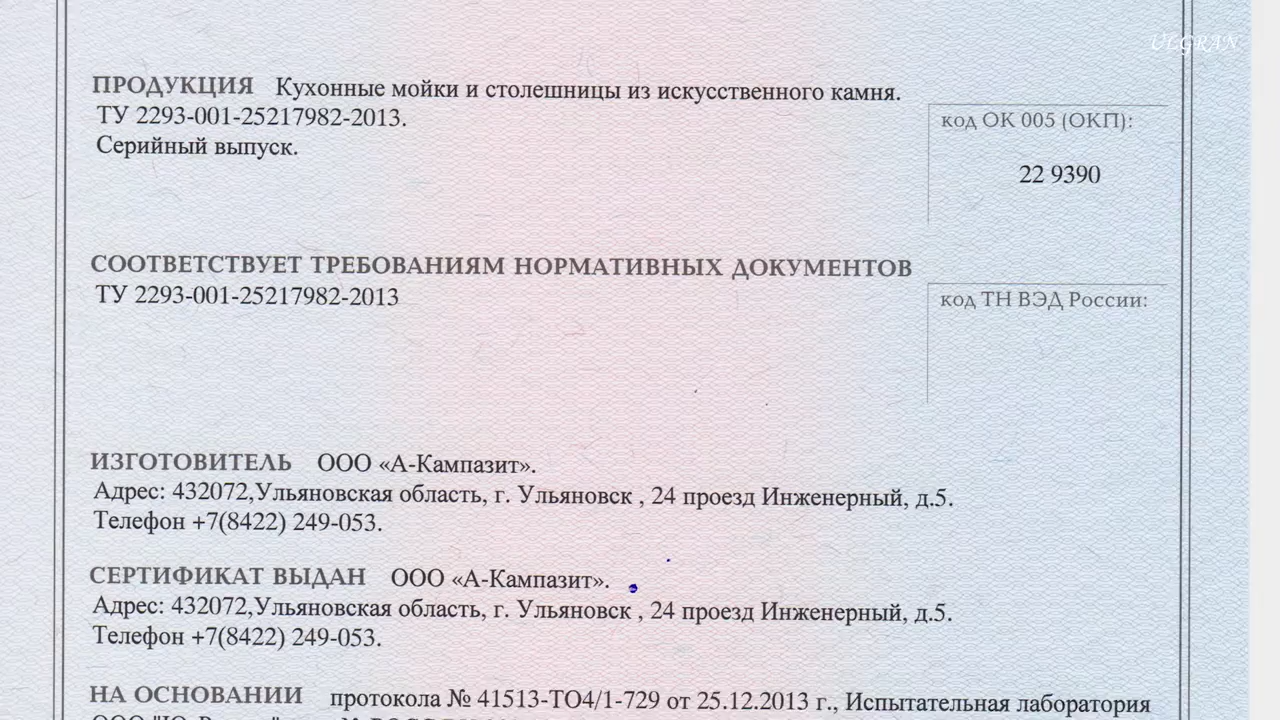 ULGRAN
ПРОДУКЦИЯ Кухонные мойки и столешницы из искусственного камня.
ТУ 2293-001-25217982-2013.
Серийный выпуск.
код ОК 005 (ОКП):
22 9390
СООТВЕТСТВУЕТ ТРЕБОВАНИЯМ НОРМАТИВНЫХ ДОКУМЕНТОВ
ТУ 2293-001-25217982-2013
код ТН ВЭД России:
ИЗГОТОВИТЕЛЬ ООО «А-Кампазит».
Адрес: 432072,Ульяновская область, г. Ульяновск , 24 проезд Инженерный, д.5.
Телефон +7(8422) 249-053.
СЕРТИФИКАТ ВЫДАН ООО «А-Кампазит».
Адрес: 432072,Ульяновская область, г. Ульяновск , 24 проезд Инженерный, д.5.
Телефон +7(8422) 249-053.
НА ОСНОВАНИИ протокола № 41513-ТО4/1-729 от 25.12.2013 г., Испытательная лаборатория
ООО